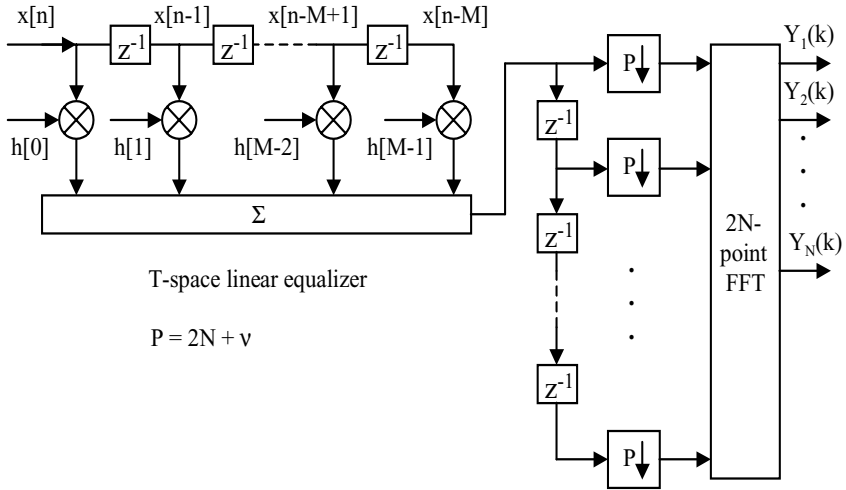 x[n] x[n-1] x[n-M+1] x[n-M]
z⁻¹ z⁻¹ z⁻¹
h[0] h[1] h[M-2] h[M-1]
Σ
T-space linear equalizer
P = 2N + ν
P
z⁻¹
P
z⁻¹
z⁻¹
P
2N-
point
FFT
Y₁(k)
Y₂(k)
Y_N(k)